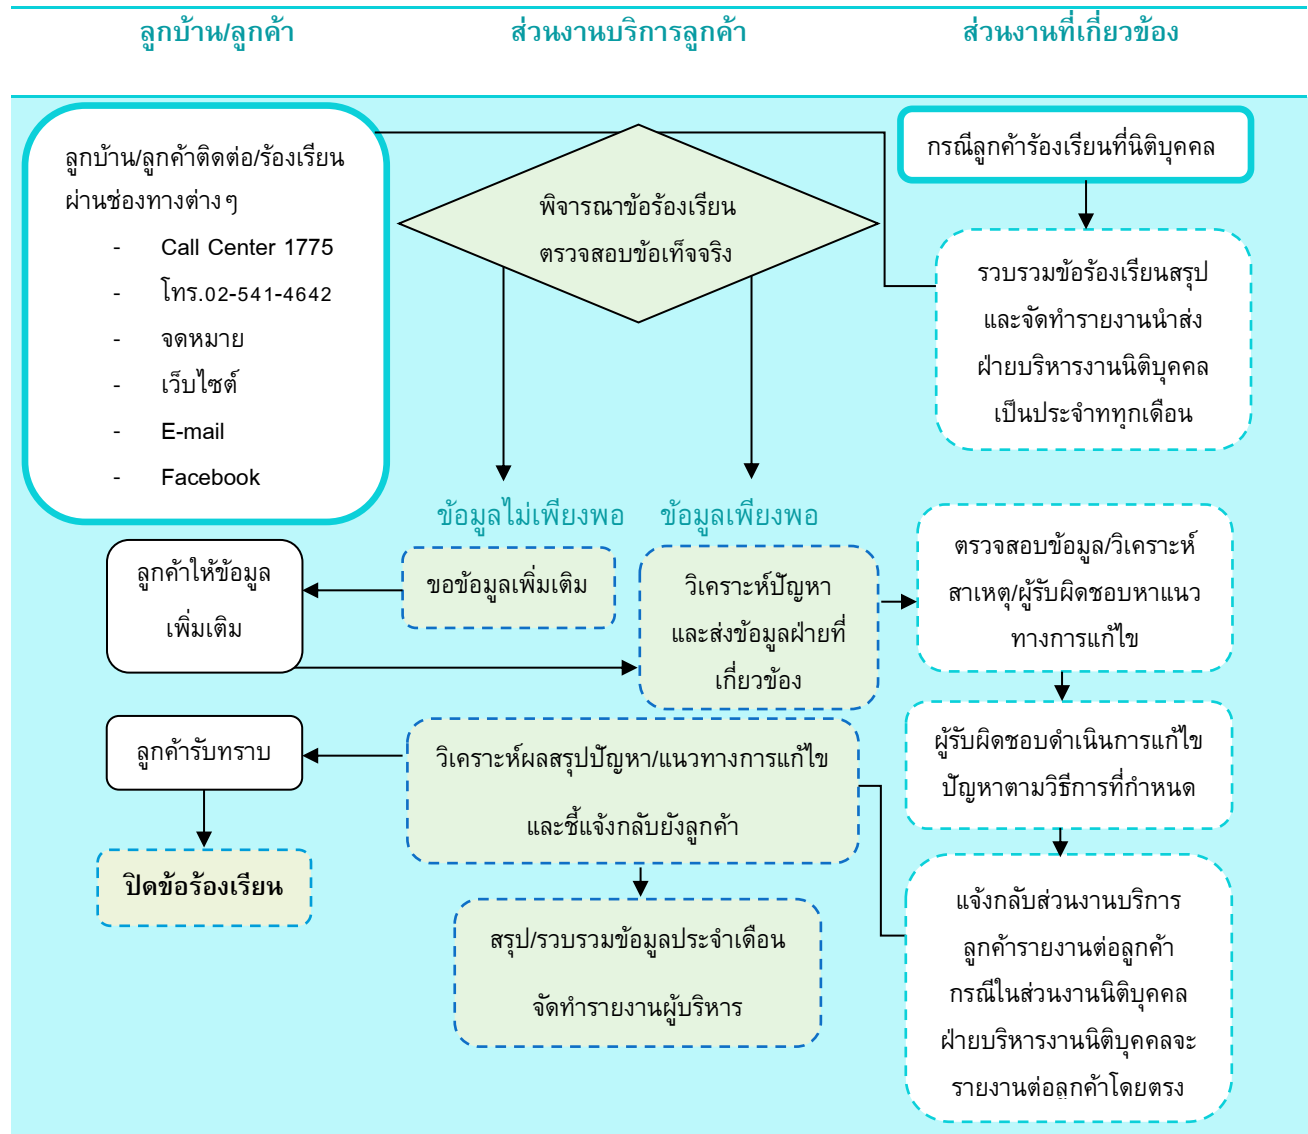 ลูกบ้าน/ลูกค้า
ส่วนงานบริการลูกค้า
ส่วนงานที่เกี่ยวข้อง
ลูกบ้าน/ลูกค้าติดต่อ/ร้องเรียน
ผ่านช่องทางต่าง ๆ
- Call Center 1775
- โทร.02-541-4642
- จดหมาย
- เว็บไซต์
- E-mail
- Facebook
พิจารณาข้อร้องเรียน
ตรวจสอบข้อเท็จจริง
กรณีลูกค้าร้องเรียนที่นิติบุคคล
รวบรวมข้อร้องเรียนสรุป
และจัดทำรายงานนำส่ง
ฝ่ายบริหารงานนิติบุคคล
เป็นประจำททุกเดือน
ข้อมูลไม่เพียงพอ
ข้อมูลเพียงพอ
ลูกค้าให้ข้อมูล
เพิ่มเติม
ขอข้อมูลเพิ่มเติม
วิเคราะห์ปัญหา
และส่งข้อมูลฝ่ายที่
เกี่ยวข้อง
ตรวจสอบข้อมูล/วิเคราะห์
สาเหตุ/ผู้รับผิดชอบหาแนว
ทางการแก้ไข
ลูกค้ารับทราบ
วิเคราะห์ผลสรุปปัญหา/แนวทางการแก้ไข
และชี้แจ้งกลับยังลูกค้า
ผู้รับผิดชอบดำเนินการแก้ไข
ปัญหาตามวิธีการที่กำหนด
ปิดข้อร้องเรียน
สรุป/รวบรวมข้อมูลประจำเดือน
จัดทำรายงานผู้บริหาร
แจ้งกลับส่วนงานบริการ
ลูกค้ารายงานต่อลูกค้า
กรณีในส่วนงานนิติบุคคล
ฝ่ายบริหารงานนิติบุคคลจะ
รายงานต่อลูกค้าโดยตรง